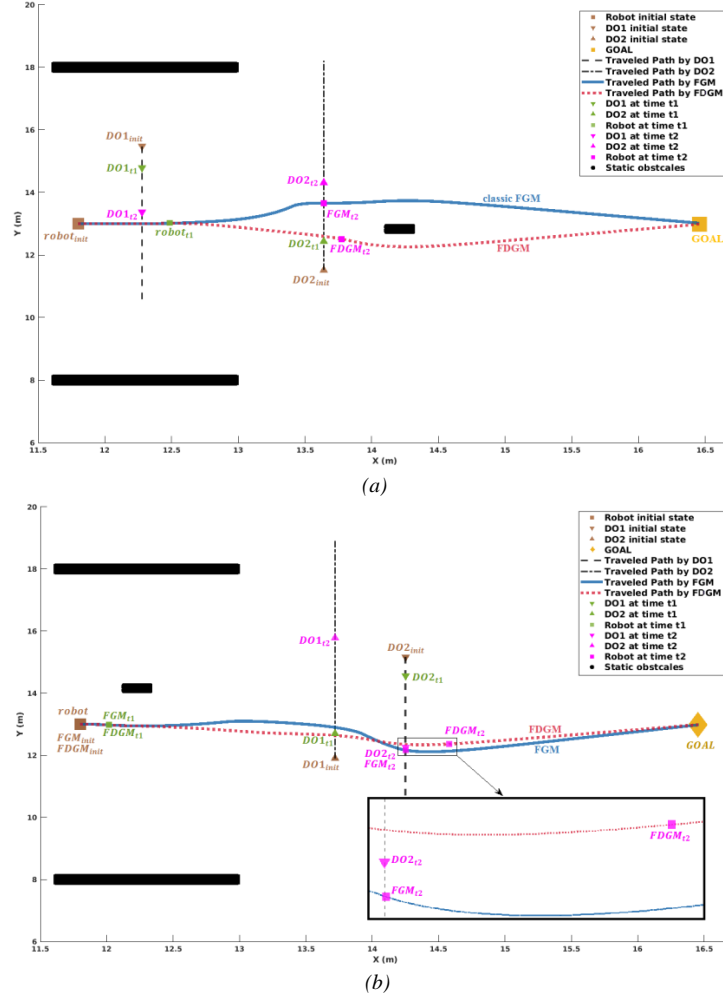 20
18
16
14
12
10
8
6
Y (m)
11.5
12
12.5
13
13.5
14
14.5
15
15.5
16
16.5
X (m)
Robot initial state
DO1 initial state
DO2 initial state
GOAL
Traveled Path by DO1
Traveled Path by DO2
Traveled Path by FGM
Traveled Path by FDGM
DO1 at time t1
DO2 at time t1
Robot at time t1
DO1 at time t2
DO2 at time t2
Robot at time t2
Static obstcales
DO1init
DO1t1
DO1t2
robotinit
robott1
DO2t2
FGMt2
DO2t1
FDGMt2
DO2init
classic FGM
FDGM
GOAL
(a)
20
18
16
14
12
10
8
6
Y (m)
11.5
12
12.5
13
13.5
14
14.5
15
15.5
16
16.5
X (m)
Robot initial state
DO1 initial state
DO2 initial state
GOAL
Traveled Path by DO1
Traveled Path by DO2
Traveled Path by FGM
Traveled Path by FDGM
DO1 at time t1
DO2 at time t1
Robot at time t1
DO1 at time t2
DO2 at time t2
Robot at time t2
Static obstcales
DO1t2
DO2init
DO2t1
robot
FGMinit
FDGMinit
FGMt1
FDGMt1
DO1t1
DO1init
DO2t2
FGMt2
FDGMt2
FDGM
FGM
GOAL
FDGMt2
DO2t2
FGMt2
(b)